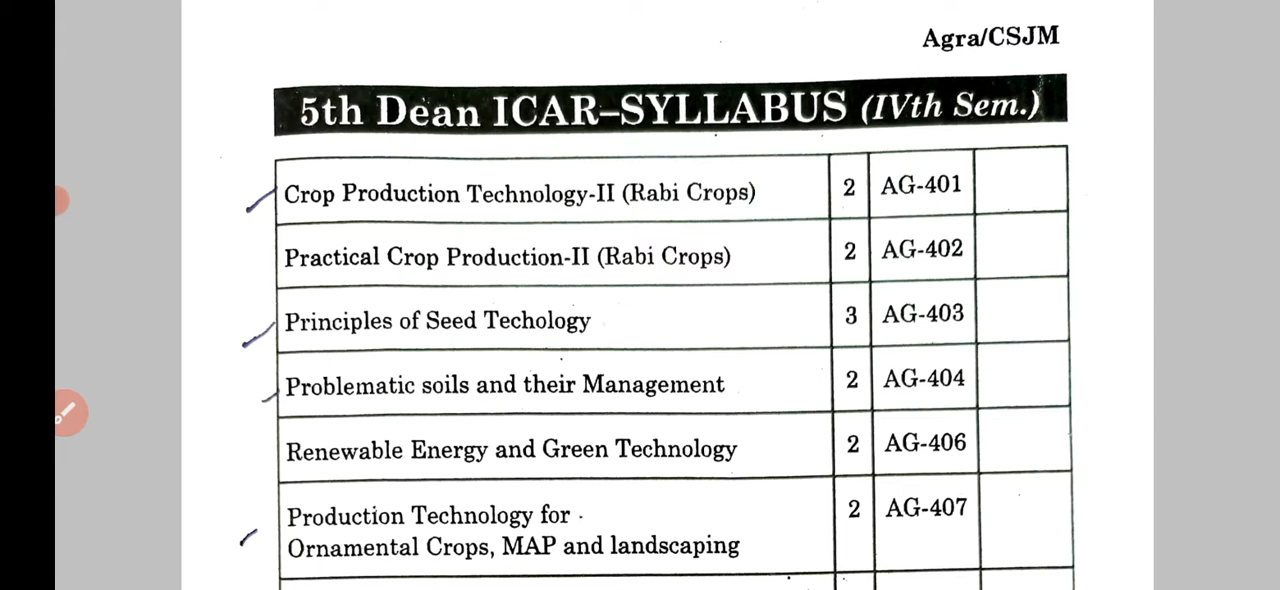 Agra/CSJM
5th Dean ICAR–SYLLABUS (IVth Sem.)
Crop Production Technology-II (Rabi Crops) 2 AG-401
Practical Crop Production-II (Rabi Crops) 2 AG-402
Principles of Seed Techology 3 AG-403
Problematic soils and their Management 2 AG-404
Renewable Energy and Green Technology 2 AG-406
Production Technology for 2 AG-407
Ornamental Crops, MAP and landscaping